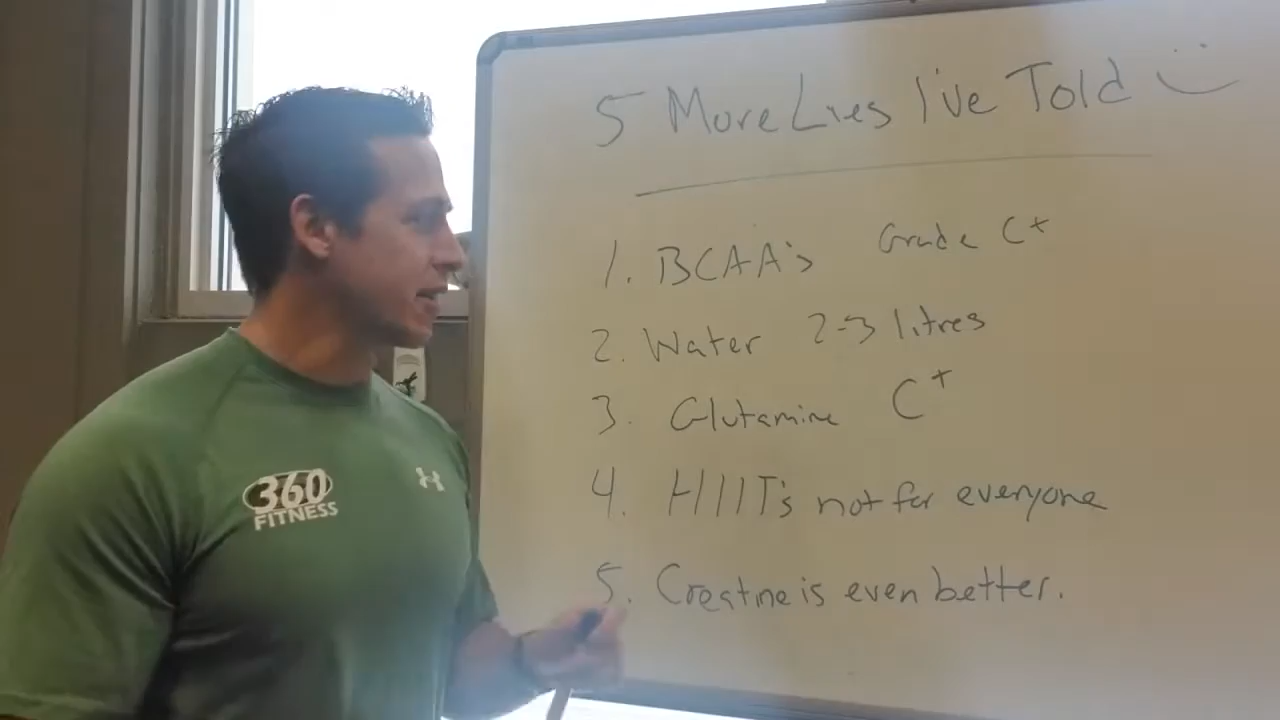 5 More Lies I've Told
1. BCAA's Grade C+
2. Water 2-3 litres
3. Glutamine C+
4. HIIT's not for everyone
5. Creatine is even better.
360
FITNESS